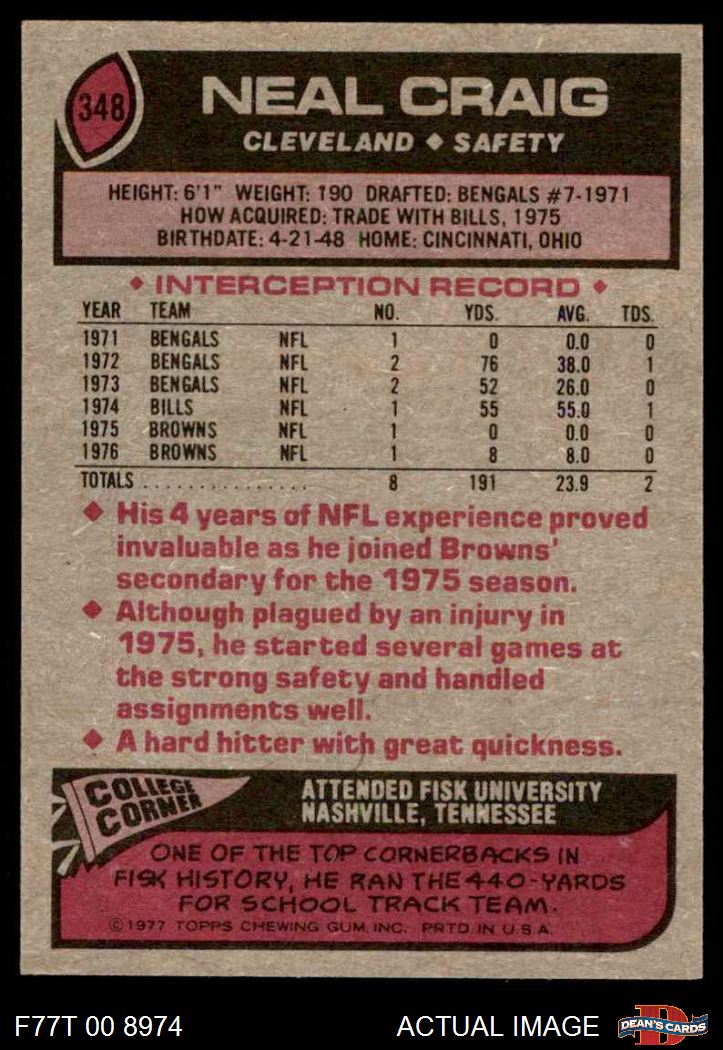 348
NEAL CRAIG
CLEVELAND ◆ SAFETY
HEIGHT: 6'1" WEIGHT: 190 DRAFTED: BENGALS #7-1971
HOW ACQUIRED: TRADE WITH BILLS, 1975
BIRTHDATE: 4-21-48 HOME: CINCINNATI, OHIO
◆ INTERCEPTION RECORD ◆
YEAR TEAM NO. YDS. AVG. TDS.
1971 BENGALS NFL 1 0 0.0 0
1972 BENGALS NFL 2 76 38.0 1
1973 BENGALS NFL 2 52 26.0 0
1974 BILLS NFL 1 55 55.0 1
1975 BROWNS NFL 1 0 0.0 0
1976 BROWNS NFL 1 8 8.0 0
TOTALS . . . . . . . . . . . . . . . 8 191 23.9 2
◆ His 4 years of NFL experience proved
invaluable as he joined Browns'
secondary for the 1975 season.
◆ Although plagued by an injury in
1975, he started several games at
the strong safety and handled
assignments well.
◆ A hard hitter with great quickness.
COLLEGE
CORNER
ATTENDED FISK UNIVERSITY
NASHVILLE, TENNESSEE
ONE OF THE TOP CORNERBACKS IN
FISK HISTORY, HE RAN THE 440-YARDS
FOR SCHOOL TRACK TEAM.
©1977 TOPPS CHEWING GUM, INC. PRTD. IN U.S.A.
F77T 00 8974 ACTUAL IMAGE D DEAN'S CARDS